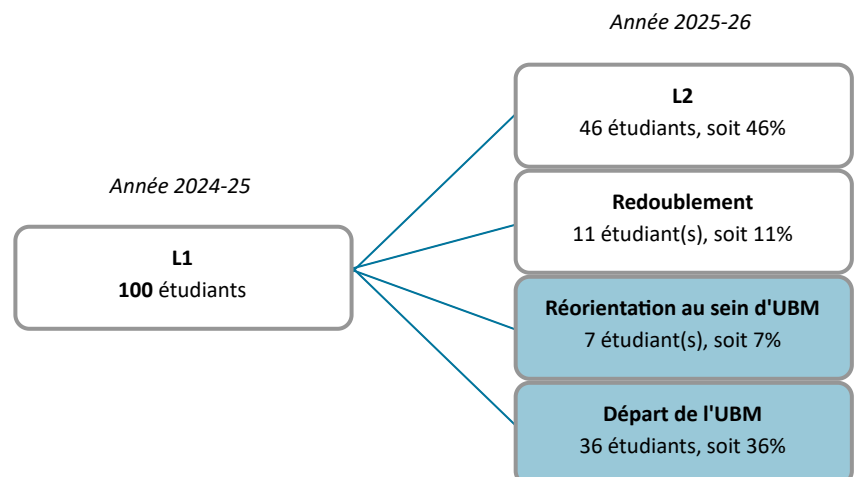 Année 2025-26
L2
46 étudiants, soit 46%
Année 2024-25
Redoublement
11 étudiant(s), soit 11%
L1
100 étudiants
Réorientation au sein d'UBM
7 étudiant(s), soit 7%
Départ de l'UBM
36 étudiants, soit 36%